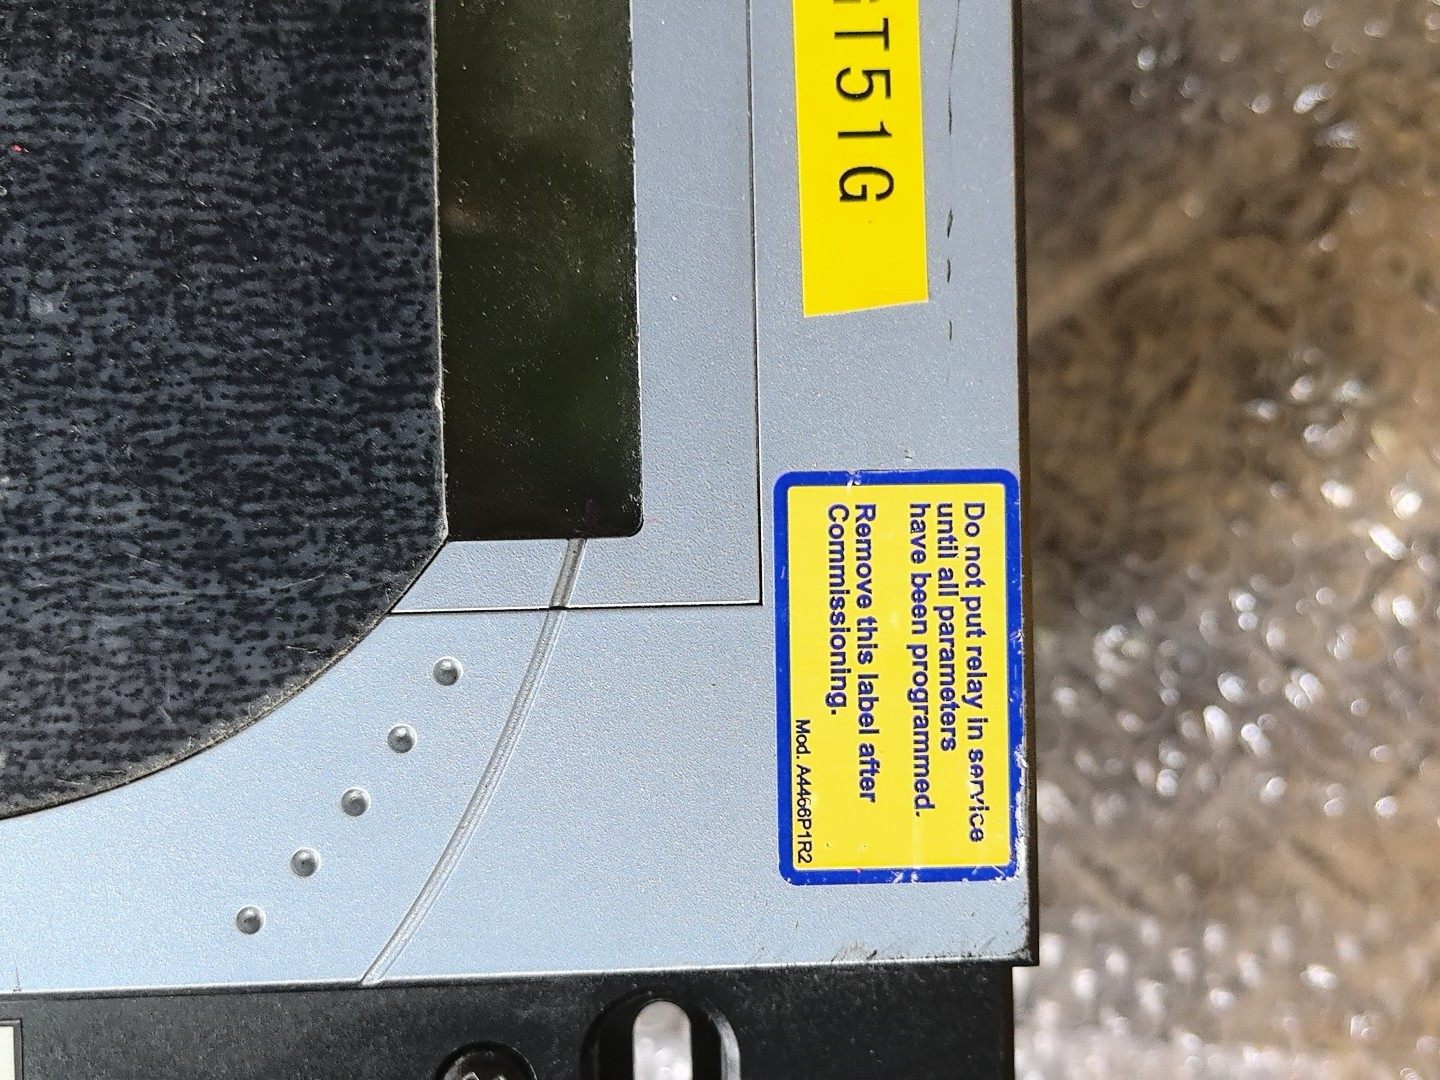 T51G
Do not put relay in service
until all parameters
have been programmed.
Remove this label after
Commissioning.
Mod. A4466P1R2